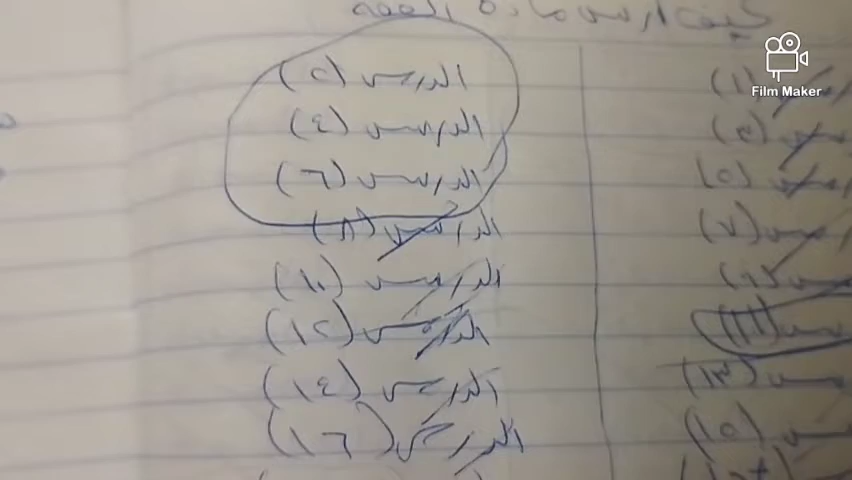 كيف ادرس مادة الفقه
الدرس (٢)
الدرس (٤)
الدرس (٦)
الدرس (٨)
الدرس (١٠)
الدرس (١٢)
الدرس (١٤)
الدرس (١٦)
(١)
(٣)
(٥)
(٧)
(٩)
(١١)
(١٣)
(١٥)
Film Maker